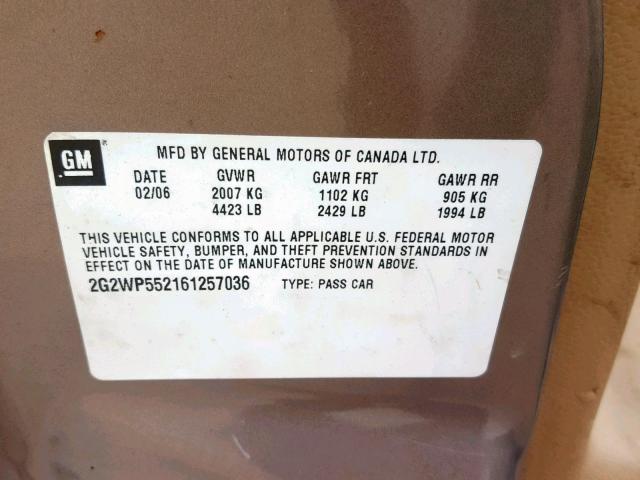 GM
MFD BY GENERAL MOTORS OF CANADA LTD.
DATE GVWR GAWR FRT GAWR RR
02/06 2007 KG 1102 KG 905 KG
4423 LB 2429 LB 1994 LB
THIS VEHICLE CONFORMS TO ALL APPLICABLE U.S. FEDERAL MOTOR
VEHICLE SAFETY, BUMPER, AND THEFT PREVENTION STANDARDS IN
EFFECT ON THE DATE OF MANUFACTURE SHOWN ABOVE.
2G2WP552161257036 TYPE: PASS CAR